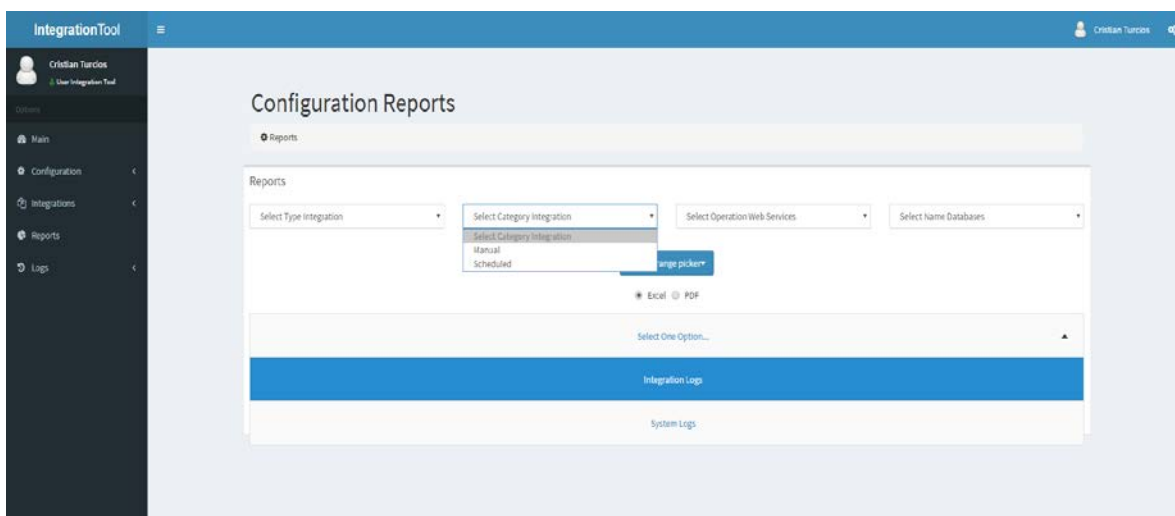 IntegrationTool
Cristian Turcios
Cristian Turcios
User Integration Tool
Options
Main
Configuration
Integrations
Reports
Logs
Configuration Reports
Reports
Reports
Select Type Integration
Select Category Integration
Select Operation Web Services
Select Name Databases
Select Category Integration
Manual
Scheduled
ange picker
Excel PDF
Select One Option...
Integration Logs
System Logs